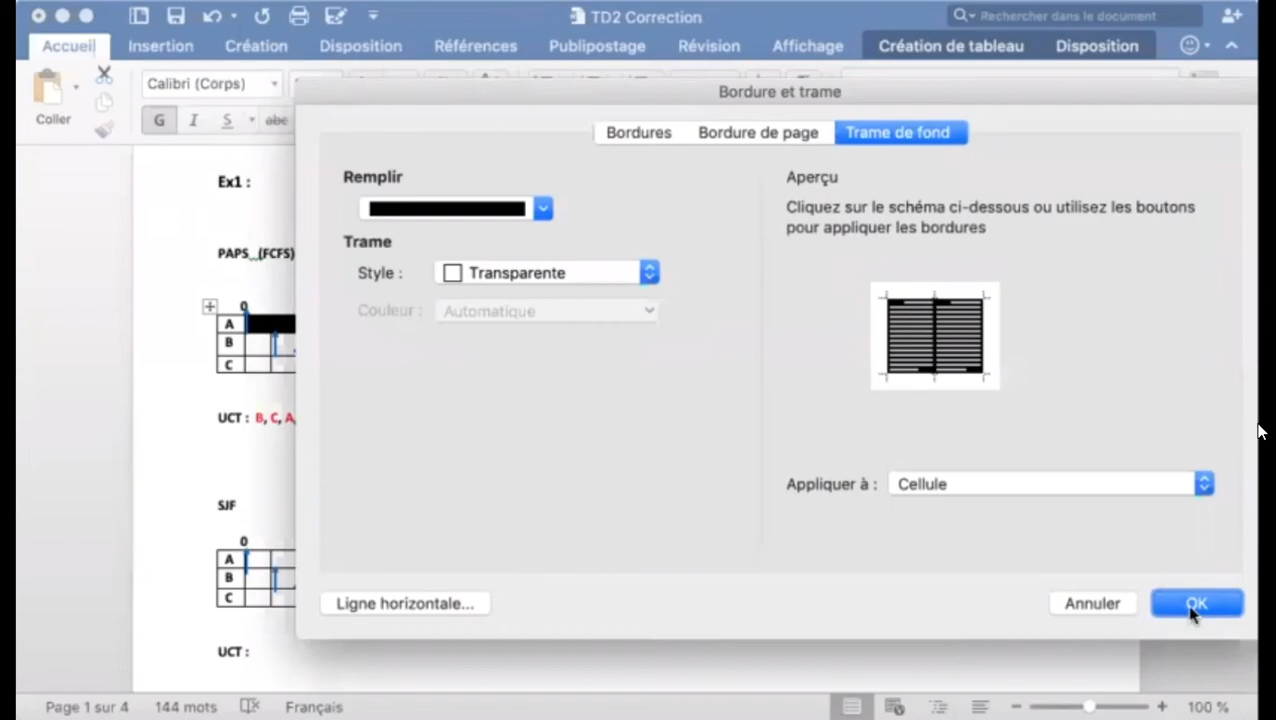 TD2 Correction
Rechercher dans le document
Accueil Insertion Création Disposition Références Publipostage Révision Affichage Création de tableau Disposition
Calibri (Corps)
Coller
G I S abc
Bordure et trame
Bordures Bordure de page Trame de fond
Remplir
Trame
Style : Transparente
Couleur : Automatique
Aperçu
Cliquez sur le schéma ci-dessous ou utilisez les boutons
pour appliquer les bordures
Appliquer à : Cellule
Ligne horizontale...
Annuler OK
Ex1 :
PAPS (FCFS)
0
A
B
C
UCT : B, C, A,
SJF
0
A
B
C
UCT :
Page 1 sur 4 144 mots Français 100 %